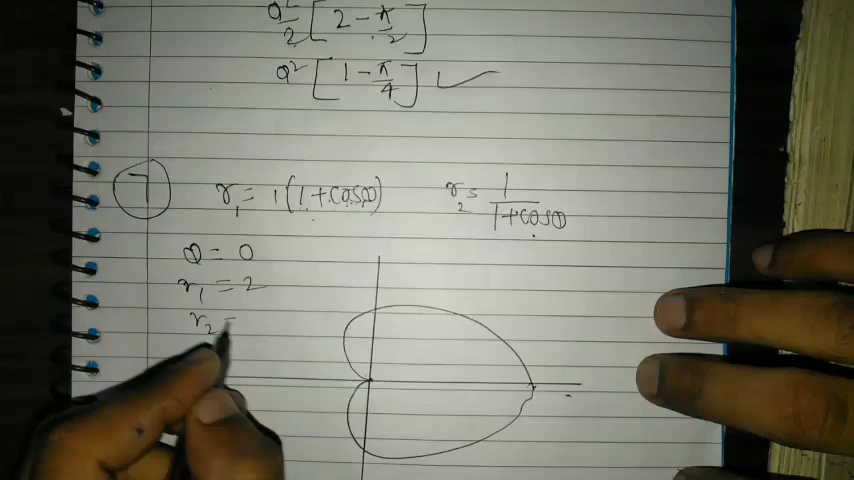 a²/2 [2 - π/2]
a² [1 - π/4] ✓
7 r₁ = 1(1+cosθ) r₂ = 1/(1+cosθ)
θ = 0
r₁ = 2
r₂ =